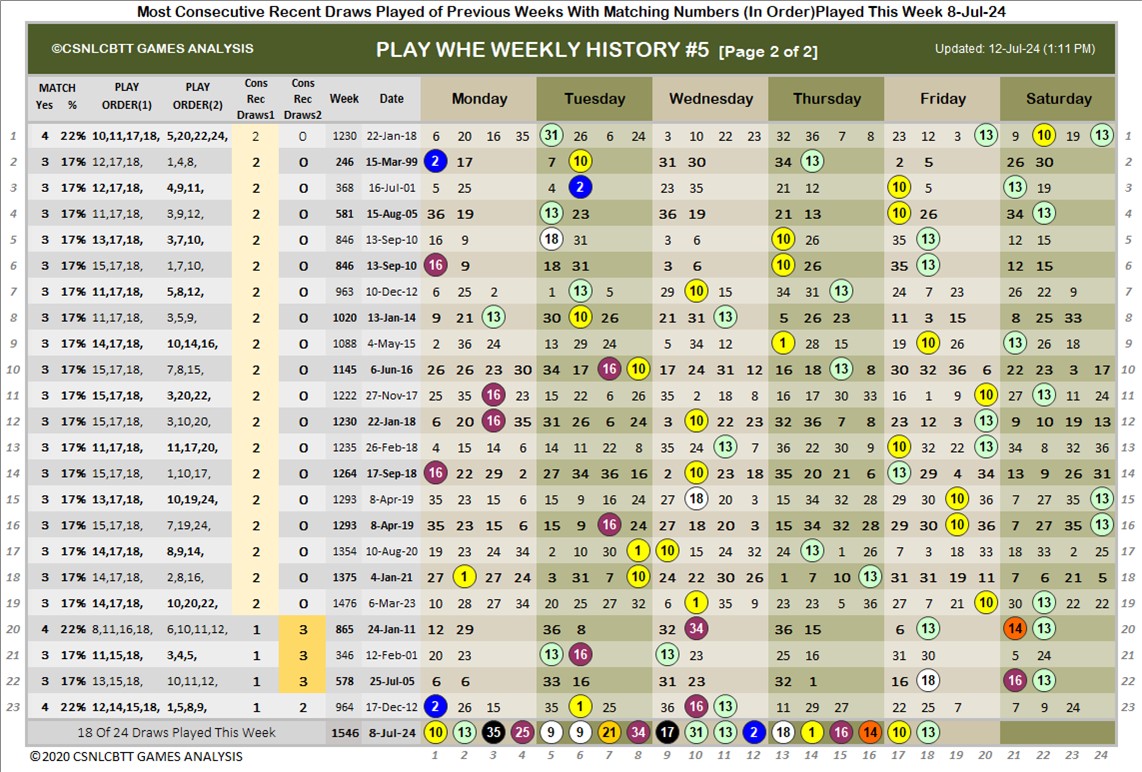 Most Consecutive Recent Draws Played of Previous Weeks With Matching Numbers (In Order)Played This Week 8-Jul-24
©CSNLCBTT GAMES ANALYSIS PLAY WHE WEEKLY HISTORY #5 [Page 2 of 2] Updated: 12-Jul-24 (1:11 PM)
MATCH Yes % PLAY ORDER(1) PLAY ORDER(2) Cons Rec Draws1 Cons Rec Draws2 Week Date Monday Tuesday Wednesday Thursday Friday Saturday
1 4 22% 10,11,17,18, 5,20,22,24, 2 0 1230 22-Jan-18 6 20 16 35 31 26 6 24 3 10 22 23 32 36 7 8 23 12 3 13 9 10 19 13 1
2 3 17% 12,17,18, 1,4,8, 2 0 246 15-Mar-99 2 17 7 10 31 30 34 13 2 5 26 30 2
3 3 17% 12,17,18, 4,9,11, 2 0 368 16-Jul-01 5 25 4 2 23 35 21 12 10 5 13 19 3
4 3 17% 11,17,18, 3,9,12, 2 0 581 15-Aug-05 36 19 13 23 36 19 21 13 10 26 34 13 4
5 3 17% 13,17,18, 3,7,10, 2 0 846 13-Sep-10 16 9 18 31 3 6 10 26 35 13 12 15 5
6 3 17% 15,17,18, 1,7,10, 2 0 846 13-Sep-10 16 9 18 31 3 6 10 26 35 13 12 15 6
7 3 17% 11,17,18, 5,8,12, 2 0 963 10-Dec-12 6 25 2 1 13 5 29 10 15 34 31 13 24 7 23 26 22 9 7
8 3 17% 11,17,18, 3,5,9, 2 0 1020 13-Jan-14 9 21 13 30 10 26 21 31 13 5 26 23 11 3 15 8 25 33 8
9 3 17% 14,17,18, 10,14,16, 2 0 1088 4-May-15 2 36 24 13 29 24 5 34 12 1 28 15 19 10 26 13 26 18 9
10 3 17% 15,17,18, 7,8,15, 2 0 1145 6-Jun-16 26 26 23 30 34 17 16 10 17 24 31 12 16 18 13 8 30 32 36 6 22 23 3 17 10
11 3 17% 15,17,18, 3,20,22, 2 0 1222 27-Nov-17 25 35 16 23 15 22 6 26 35 2 18 8 16 17 30 33 16 1 9 10 27 13 11 24 11
12 3 17% 15,17,18, 3,10,20, 2 0 1230 22-Jan-18 6 20 16 35 31 26 6 24 3 10 22 23 32 36 7 8 23 12 3 13 9 10 19 13 12
13 3 17% 11,17,18, 11,17,20, 2 0 1235 26-Feb-18 4 15 14 6 14 11 22 8 35 24 13 7 36 22 30 9 10 32 22 13 34 8 32 36 13
14 3 17% 15,17,18, 1,10,17, 2 0 1264 17-Sep-18 16 22 29 2 27 34 36 16 2 10 23 18 35 20 21 6 13 29 4 34 13 9 26 31 14
15 3 17% 13,17,18, 10,19,24, 2 0 1293 8-Apr-19 35 23 15 6 15 9 16 24 27 18 20 3 15 34 32 28 29 30 10 36 7 27 35 13 15
16 3 17% 15,17,18, 7,19,24, 2 0 1293 8-Apr-19 35 23 15 6 15 9 16 24 27 18 20 3 15 34 32 28 29 30 10 36 7 27 35 13 16
17 3 17% 14,17,18, 8,9,14, 2 0 1354 10-Aug-20 19 23 24 34 2 10 30 1 10 15 24 32 24 13 1 26 7 3 18 33 18 33 2 25 17
18 3 17% 14,17,18, 2,8,16, 2 0 1375 4-Jan-21 27 1 27 24 3 31 7 10 24 22 30 26 1 7 10 13 31 31 19 11 7 6 21 5 18
19 3 17% 14,17,18, 10,20,22, 2 0 1476 6-Mar-23 10 28 27 34 20 25 27 32 6 1 35 9 23 23 5 36 27 7 21 10 30 13 22 22 19
20 4 22% 8,11,16,18, 6,10,11,12, 1 3 865 24-Jan-11 12 29 36 8 32 34 36 15 6 13 14 13 20
21 3 17% 11,15,18, 3,4,5, 1 3 346 12-Feb-01 20 23 13 16 13 23 25 16 31 30 5 24 21
22 3 17% 13,15,18, 10,11,12, 1 3 578 25-Jul-05 6 6 33 16 31 23 32 1 16 18 16 13 22
23 4 22% 12,14,15,18, 1,5,8,9, 1 2 964 17-Dec-12 2 26 15 35 1 25 36 16 13 11 29 27 22 25 7 7 9 24 23
18 Of 24 Draws Played This Week 1546 8-Jul-24 10 13 35 25 9 9 21 34 17 31 13 2 18 1 16 14 10 13
©2020 CSNLCBTT GAMES ANALYSIS 1 2 3 4 5 6 7 8 9 10 11 12 13 14 15 16 17 18 19 20 21 22 23 24